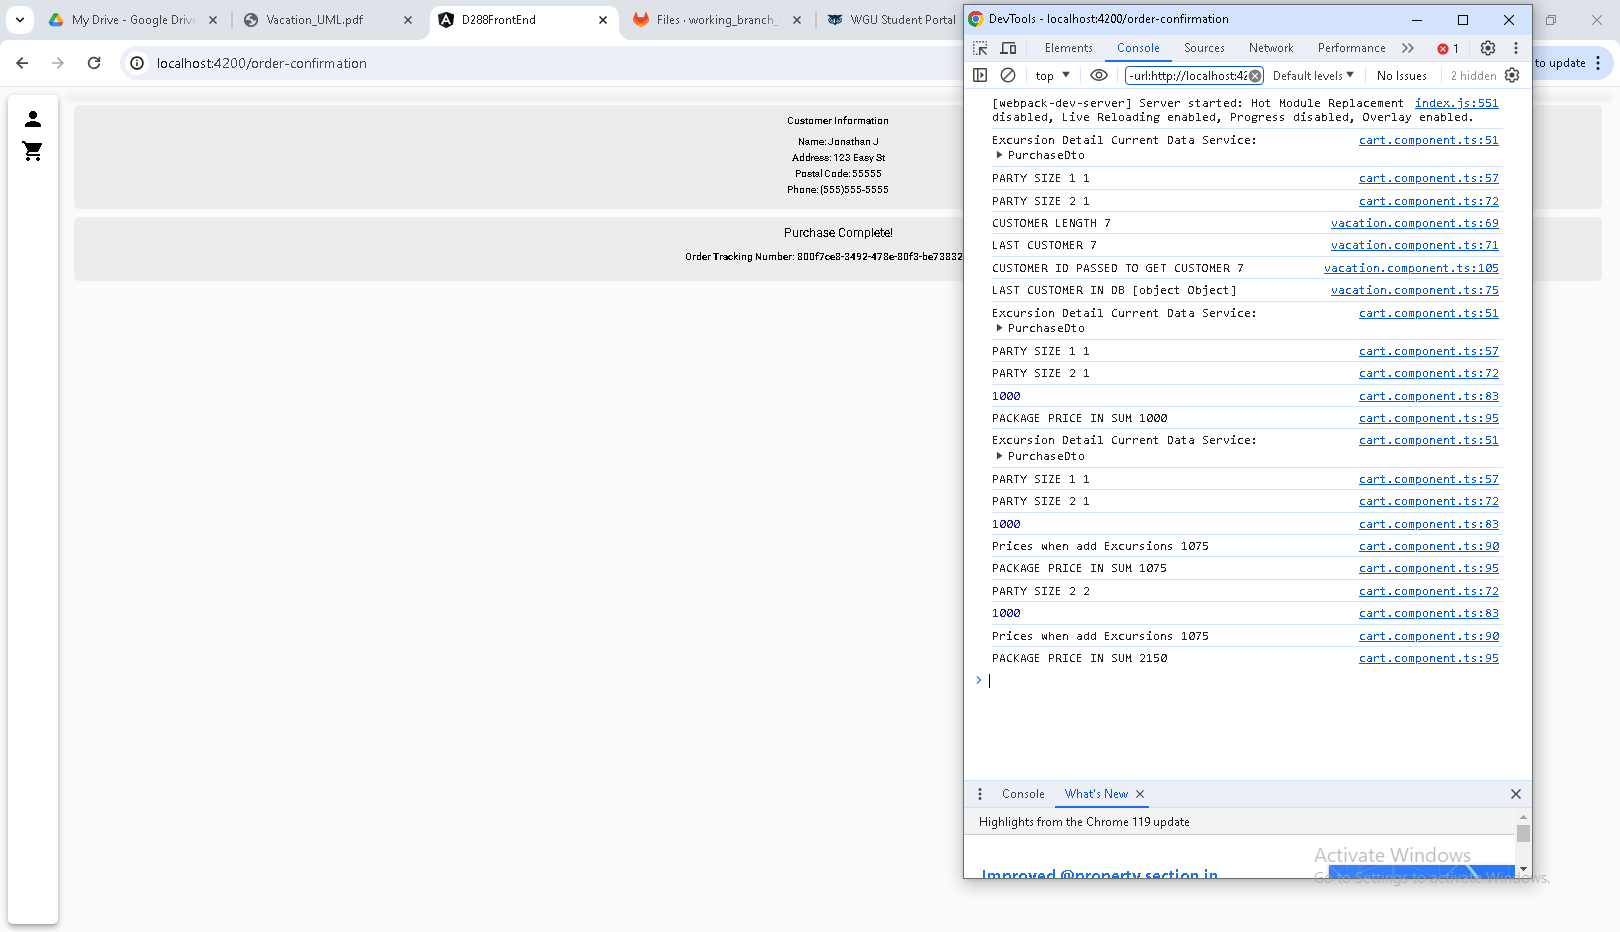 My Drive - Google Drive
Vacation_UML.pdf
D288FrontEnd
Files · working_branch_
WGU Student Portal
localhost:4200/order-confirmation
to update
Customer Information
Name: Jonathan J
Address: 123 Easy St
Postal Code: 55555
Phone: (555)555-5555
Purchase Complete!
Order Tracking Number: 800f7ce8-3492-478e-80f3-be73832
DevTools - localhost:4200/order-confirmation
Elements Console Sources Network Performance 1
top -url:http://localhost:42 Default levels No Issues 2 hidden
[webpack-dev-server] Server started: Hot Module Replacement index.js:551
disabled, Live Reloading enabled, Progress disabled, Overlay enabled.
Excursion Detail Current Data Service: cart.component.ts:51
PurchaseDto
PARTY SIZE 1 1 cart.component.ts:57
PARTY SIZE 2 1 cart.component.ts:72
CUSTOMER LENGTH 7 vacation.component.ts:69
LAST CUSTOMER 7 vacation.component.ts:71
CUSTOMER ID PASSED TO GET CUSTOMER 7 vacation.component.ts:105
LAST CUSTOMER IN DB [object Object] vacation.component.ts:75
Excursion Detail Current Data Service: cart.component.ts:51
PurchaseDto
PARTY SIZE 1 1 cart.component.ts:57
PARTY SIZE 2 1 cart.component.ts:72
1000 cart.component.ts:83
PACKAGE PRICE IN SUM 1000 cart.component.ts:95
Excursion Detail Current Data Service: cart.component.ts:51
PurchaseDto
PARTY SIZE 1 1 cart.component.ts:57
PARTY SIZE 2 1 cart.component.ts:72
1000 cart.component.ts:83
Prices when add Excursions 1075 cart.component.ts:90
PACKAGE PRICE IN SUM 1075 cart.component.ts:95
PARTY SIZE 2 2 cart.component.ts:72
1000 cart.component.ts:83
Prices when add Excursions 1075 cart.component.ts:90
PACKAGE PRICE IN SUM 2150 cart.component.ts:95
Console What's New
Highlights from the Chrome 119 update
Improved @property section in
Activate Windows
Go to Settings to activate Windows.